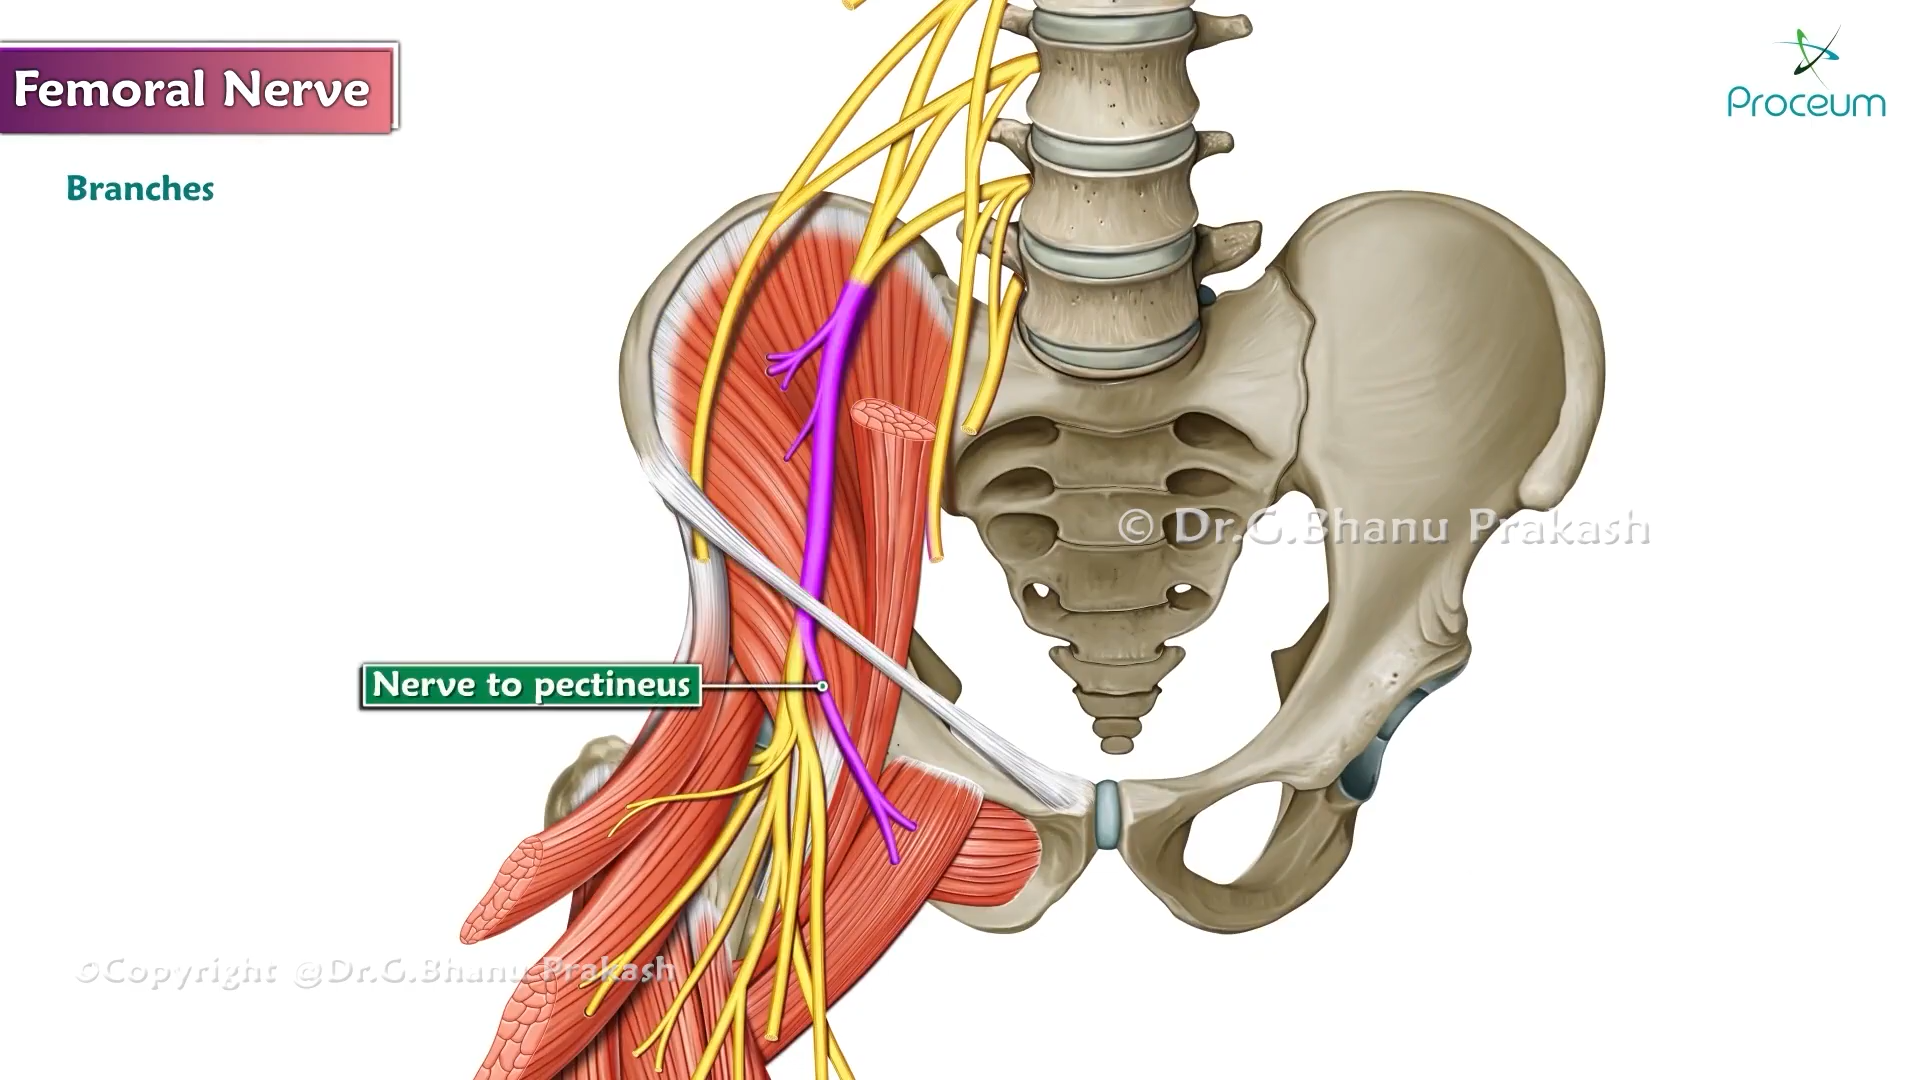 Femoral Nerve
Proceum
Branches
© Dr.G.Bhanu Prakash
Nerve to pectineus
©Copyright @Dr.G.Bhanu Prakash